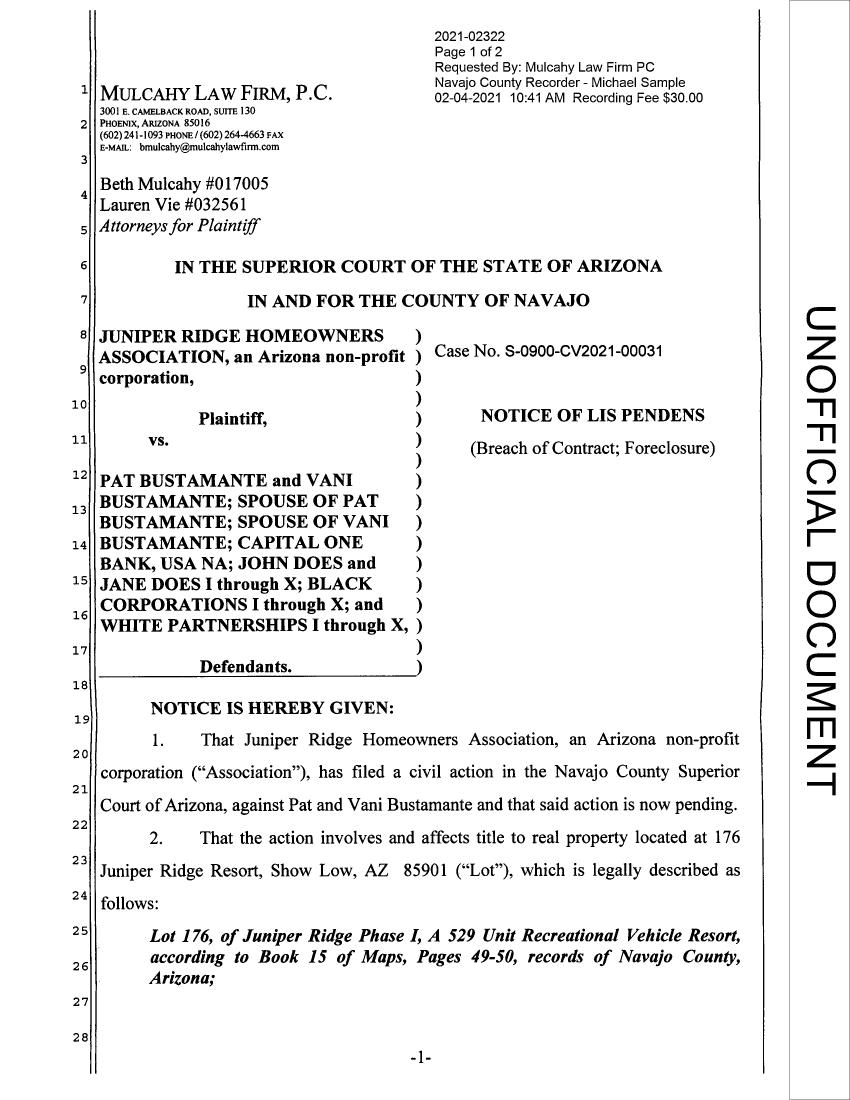 2021-02322
Page 1 of 2
Requested By: Mulcahy Law Firm PC
Navajo County Recorder - Michael Sample
02-04-2021 10:41 AM Recording Fee $30.00
1 MULCAHY LAW FIRM, P.C.
3001 E. CAMELBACK ROAD, SUITE 130
2 PHOENIX, ARIZONA 85016
(602) 241-1093 PHONE / (602) 264-4663 FAX
E-MAIL: bmulcahy@mulcahylawfirm.com
3
Beth Mulcahy #017005
4
Lauren Vie #032561
5 Attorneys for Plaintiff
6 IN THE SUPERIOR COURT OF THE STATE OF ARIZONA
7 IN AND FOR THE COUNTY OF NAVAJO
8 JUNIPER RIDGE HOMEOWNERS )
ASSOCIATION, an Arizona non-profit ) Case No. S-0900-CV2021-00031
9 corporation, )
)
10 Plaintiff, ) NOTICE OF LIS PENDENS
11 vs. ) (Breach of Contract; Foreclosure)
)
12 PAT BUSTAMANTE and VANI )
13 BUSTAMANTE; SPOUSE OF PAT )
BUSTAMANTE; SPOUSE OF VANI )
14 BUSTAMANTE; CAPITAL ONE )
BANK, USA NA; JOHN DOES and )
15 JANE DOES I through X; BLACK )
CORPORATIONS I through X; and )
16 WHITE PARTNERSHIPS I through X, )
17 )
Defendants. )
18
NOTICE IS HEREBY GIVEN:
19
1. That Juniper Ridge Homeowners Association, an Arizona non-profit
20
corporation (“Association”), has filed a civil action in the Navajo County Superior
21
Court of Arizona, against Pat and Vani Bustamante and that said action is now pending.
22
2. That the action involves and affects title to real property located at 176
23
Juniper Ridge Resort, Show Low, AZ 85901 (“Lot”), which is legally described as
24
follows:
25 Lot 176, of Juniper Ridge Phase I, A 529 Unit Recreational Vehicle Resort,
according to Book 15 of Maps, Pages 49-50, records of Navajo County,
26
Arizona;
27
28
-1-
UNOFFICIAL DOCUMENT